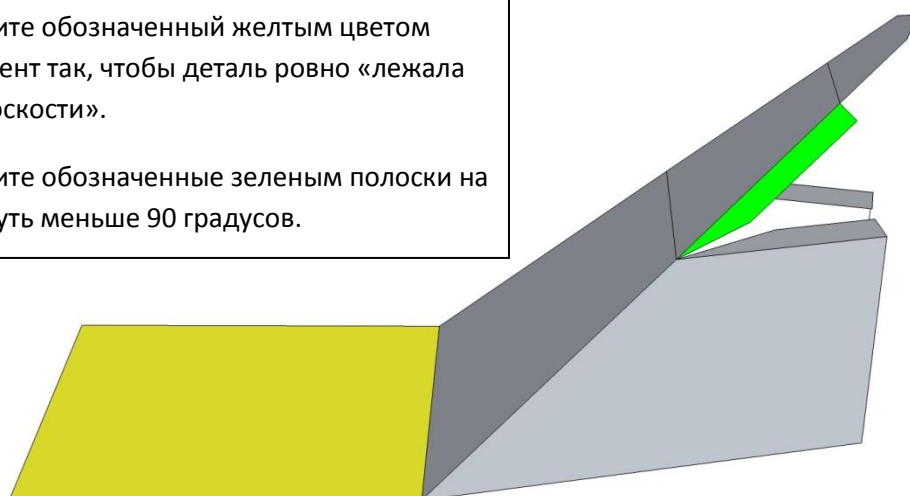 ите обозначенный желтым цветом
ент так, чтобы деталь ровно «лежала
оскости».
ите обозначенные зеленым полоски на
уть меньше 90 градусов.